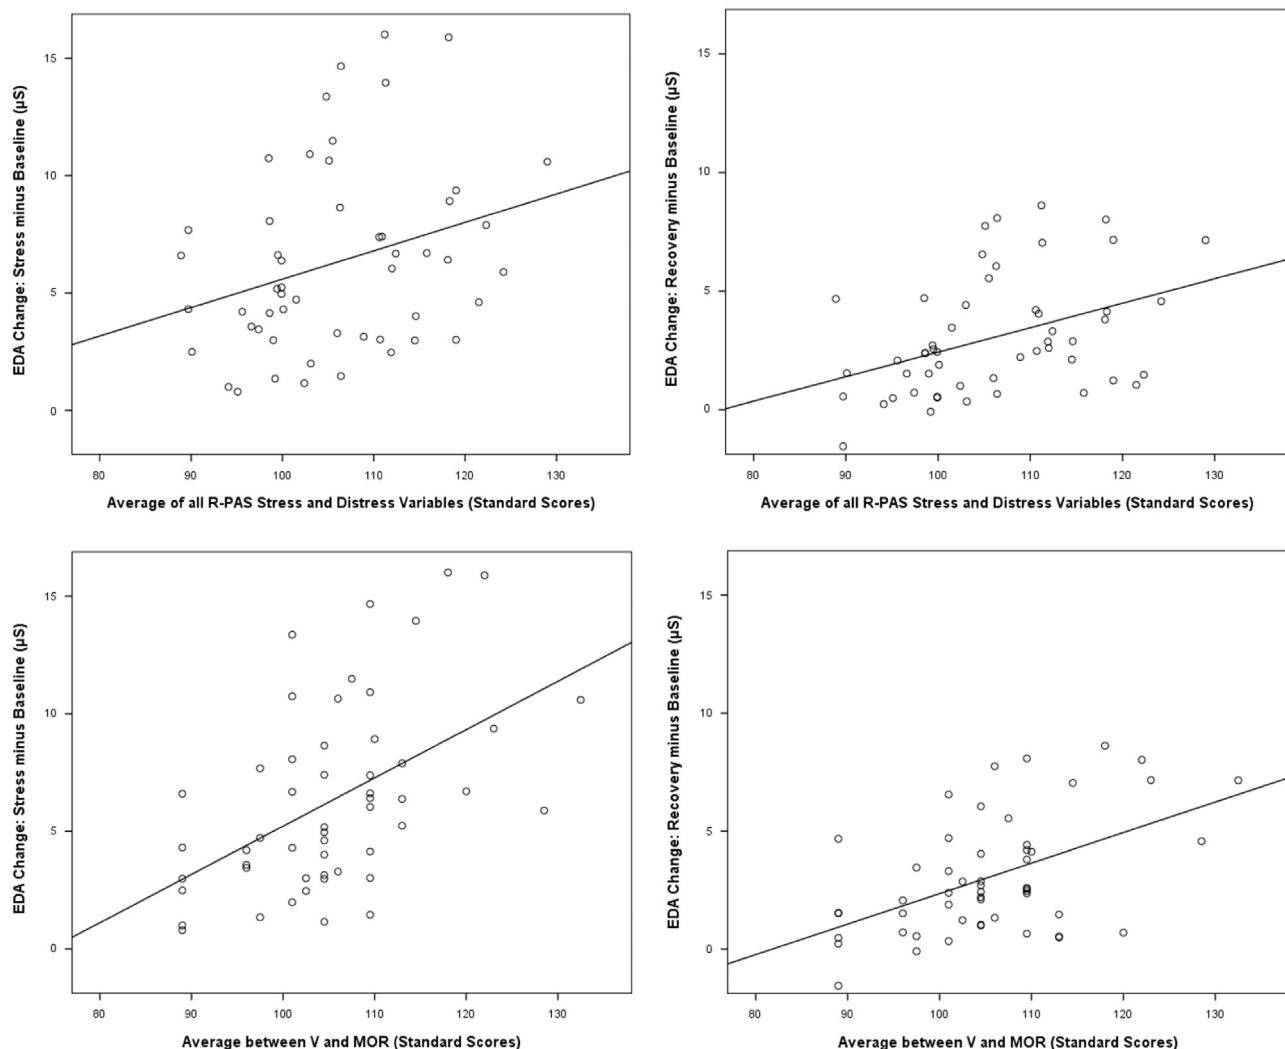 EDA Change: Stress minus Baseline (µS)
15
10
5
0
80 90 100 110 120 130
Average of all R-PAS Stress and Distress Variables (Standard Scores)
EDA Change: Recovery minus Baseline (µS)
15
10
5
0
80 90 100 110 120 130
Average of all R-PAS Stress and Distress Variables (Standard Scores)
EDA Change: Stress minus Baseline (µS)
15
10
5
0
80 90 100 110 120 130
Average between V and MOR (Standard Scores)
EDA Change: Recovery minus Baseline (µS)
15
10
5
0
80 90 100 110 120 130
Average between V and MOR (Standard Scores)